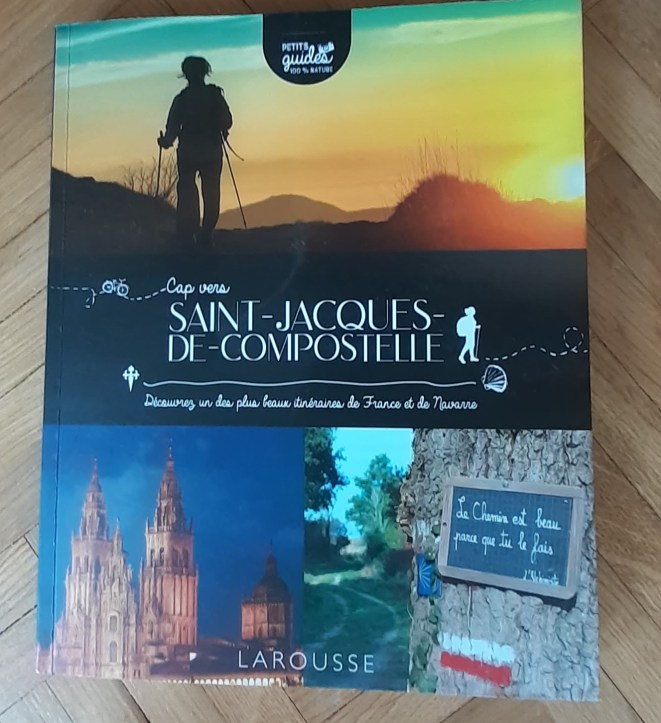 PETITS
guides
100 % NATURE
Cap vers
SAINT-JACQUES-
DE-COMPOSTELLE
Découvrez un des plus beaux itinéraires de France et de Navarre
Le Chemin est beau
parce que tu le fais
LAROUSSE